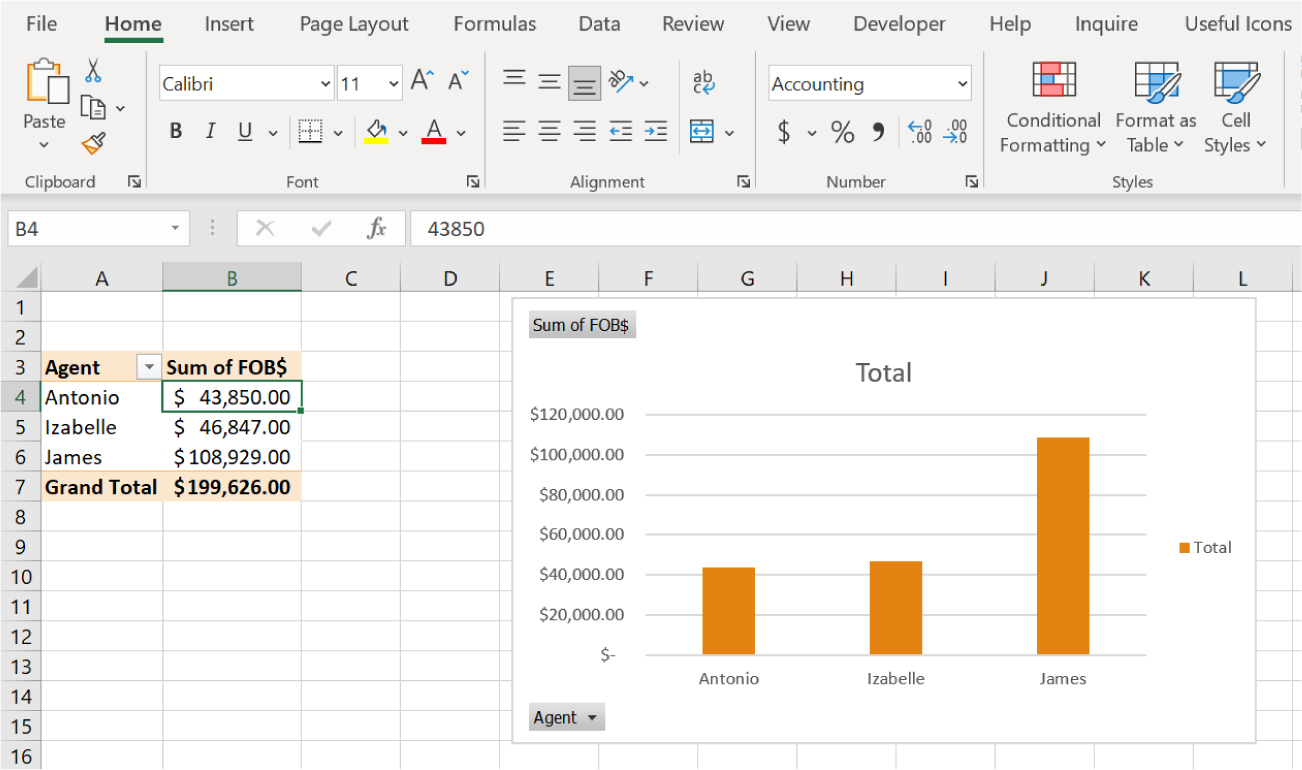 File Home Insert Page Layout Formulas Data Review View Developer Help Inquire Useful Icons
Calibri 11 A A ab Accounting
Paste B I U A c $ % 9 .00 .00 Conditional Format as Cell
Formatting Table Styles
Clipboard Font Alignment Number Styles
B4 fx 43850
A B C D E F G H I J K L
1
2
3 Agent Sum of FOB$
4 Antonio $ 43,850.00
5 Izabelle $ 46,847.00
6 James $108,929.00
7 Grand Total $199,626.00
8
9
10
11
12
13
14
15
16
Sum of FOB$
Total
$120,000.00
$100,000.00
$80,000.00
$60,000.00
$40,000.00
$20,000.00
$-
Antonio Izabelle James
Total
Agent